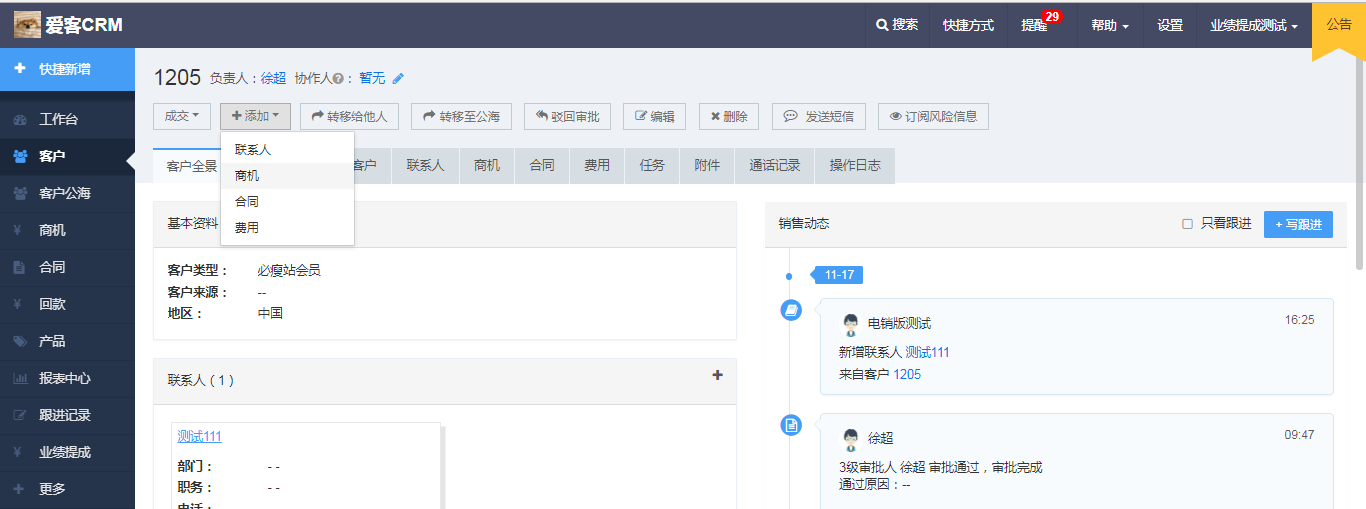 爱客CRM
搜索 快捷方式 提醒 29 帮助 设置 业绩提成测试 公告
快捷新增
工作台
客户
客户公海
商机
合同
回款
产品
报表中心
跟进记录
业绩提成
更多
1205 负责人：徐超 协作人：暂无
成交 添加 转移给他人 转移至公海 驳回审批 编辑 删除 发送短信 订阅风险信息
联系人
商机
合同
费用
客户全景 客户 联系人 商机 合同 费用 任务 附件 通话记录 操作日志
基本资料
客户类型： 必瘦站会员
客户来源： --
地区： 中国
联系人（1）
测试111
部门： - -
职务： - -
电话：
销售动态 只看跟进 + 写跟进
11-17
电销版测试 16:25
新增联系人 测试111
来自客户 1205
徐超 09:47
3级审批人 徐超 审批通过，审批完成
通过原因：--